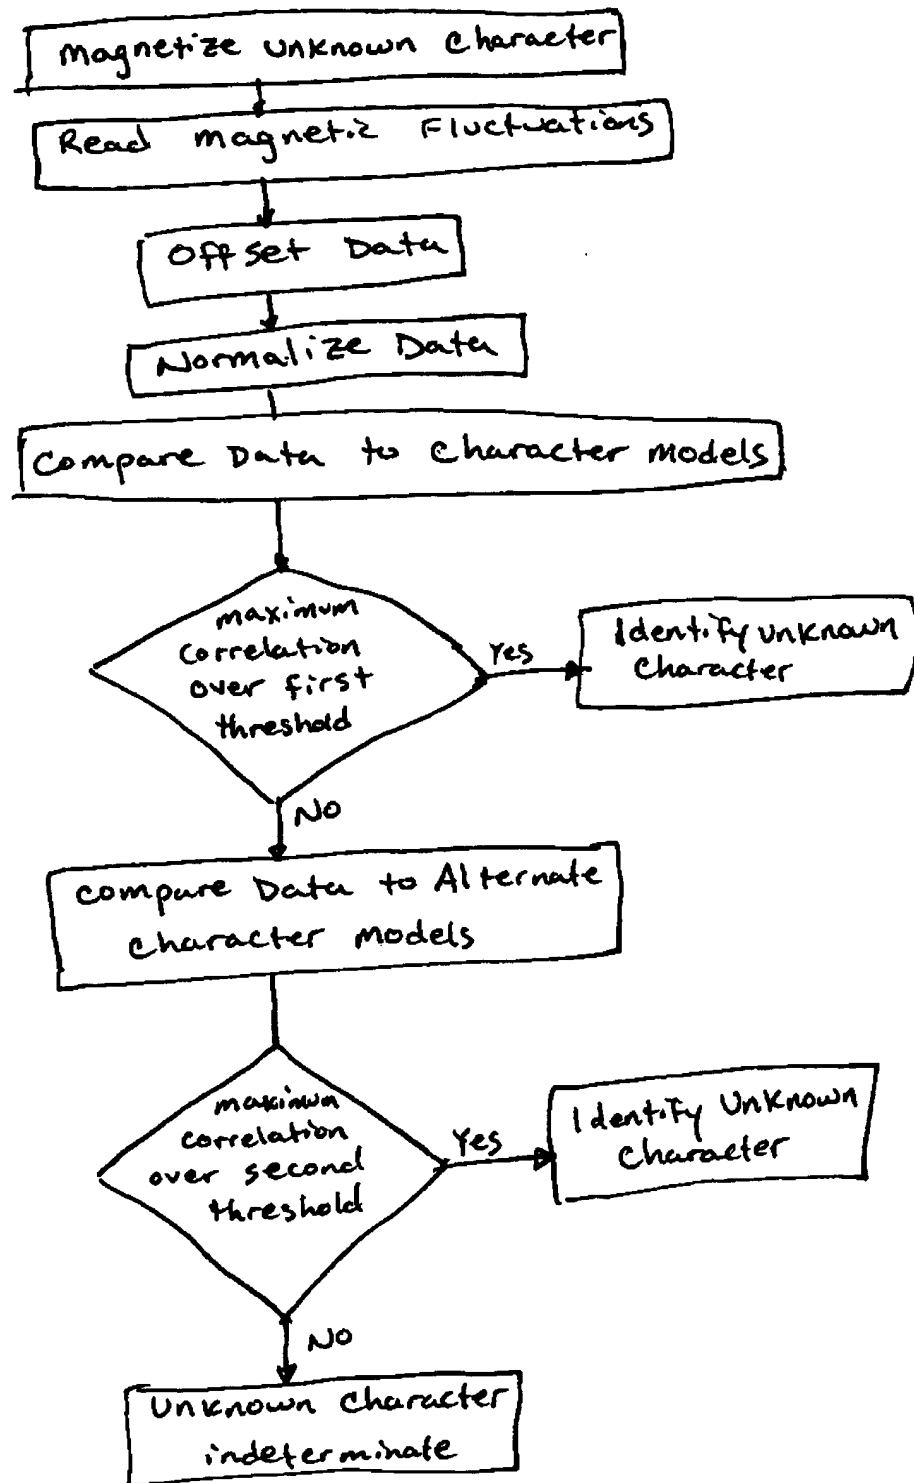 Magnetize Unknown Character
Read Magnetic Fluctuations
Offset Data
Normalize Data
Compare Data to Character Models
Maximum
Correlation
over first
threshold
Yes
Identify Unknown
Character
No
Compare Data to Alternate
Character Models
Maximum
Correlation
over second
threshold
Yes
Identify Unknown
Character
No
Unknown Character
indeterminate